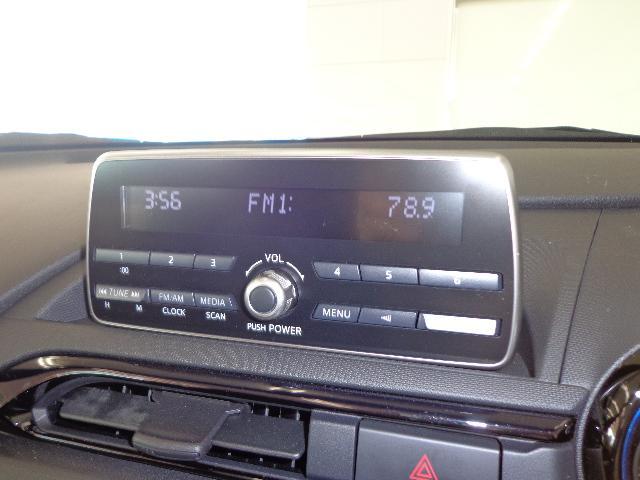 3:56 FM1: 78.9
1 2 3 VOL 4 5 6
:00
TUNE FM/AM MEDIA MENU
H M CLOCK SCAN PUSH POWER